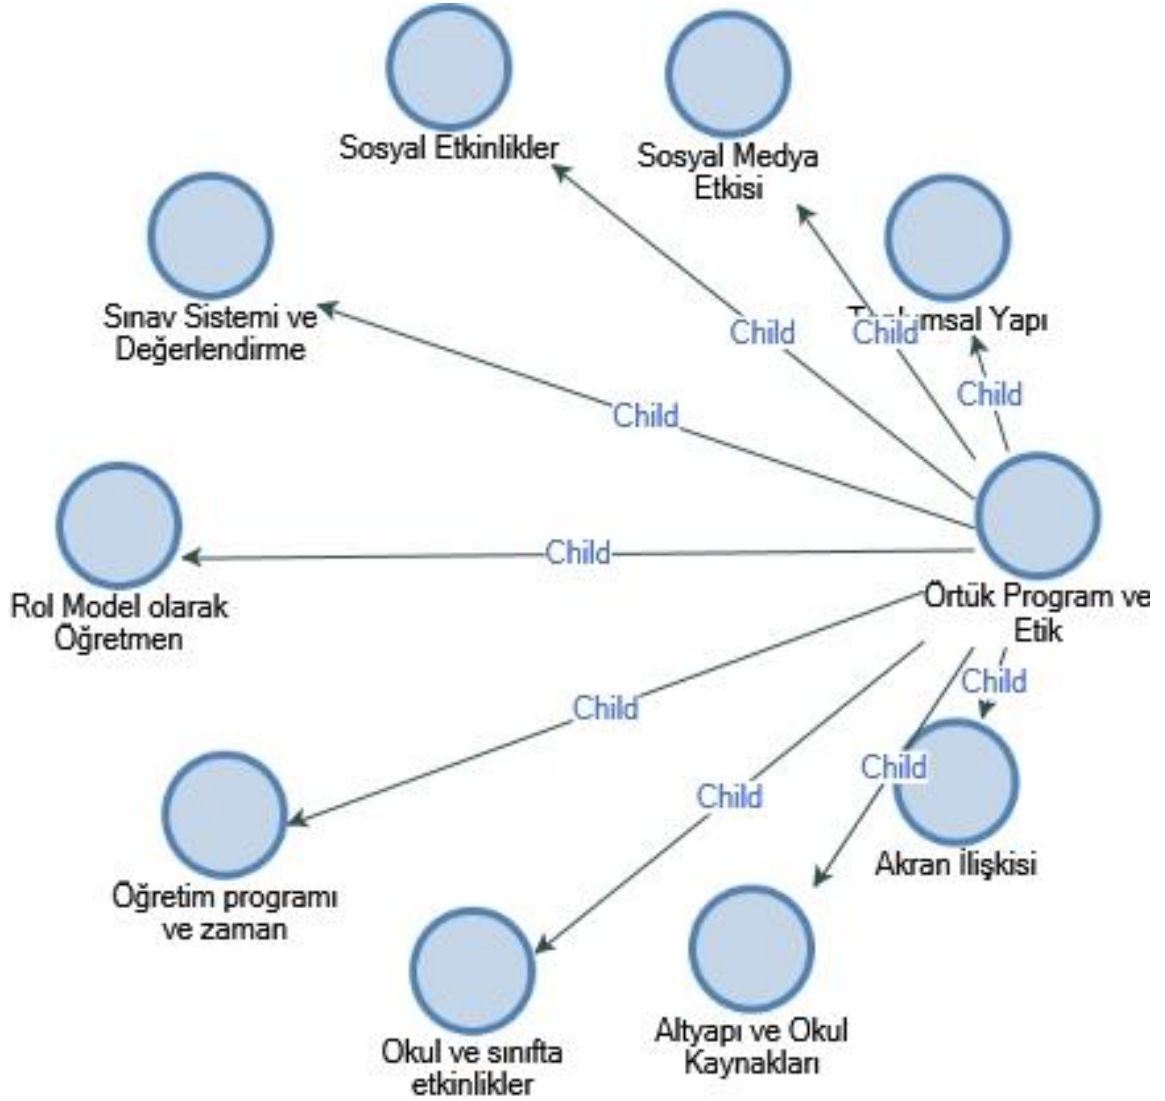 Sosyal Etkinlikler
Sosyal Medya
Etkisi
Yapı
Sınav Sistemi ve
Değerlendirme
Child
Child
Child
Child
Child
Rol Model olarak
Öğretmen
Child
Örtük Program ve
Etik
Child
Child
Child
Child
Öğretim programı
ve zaman
Akran İlişkisi
Okul ve sınıfta
etkinlikler
Altyapı ve Okul
Kaynakları